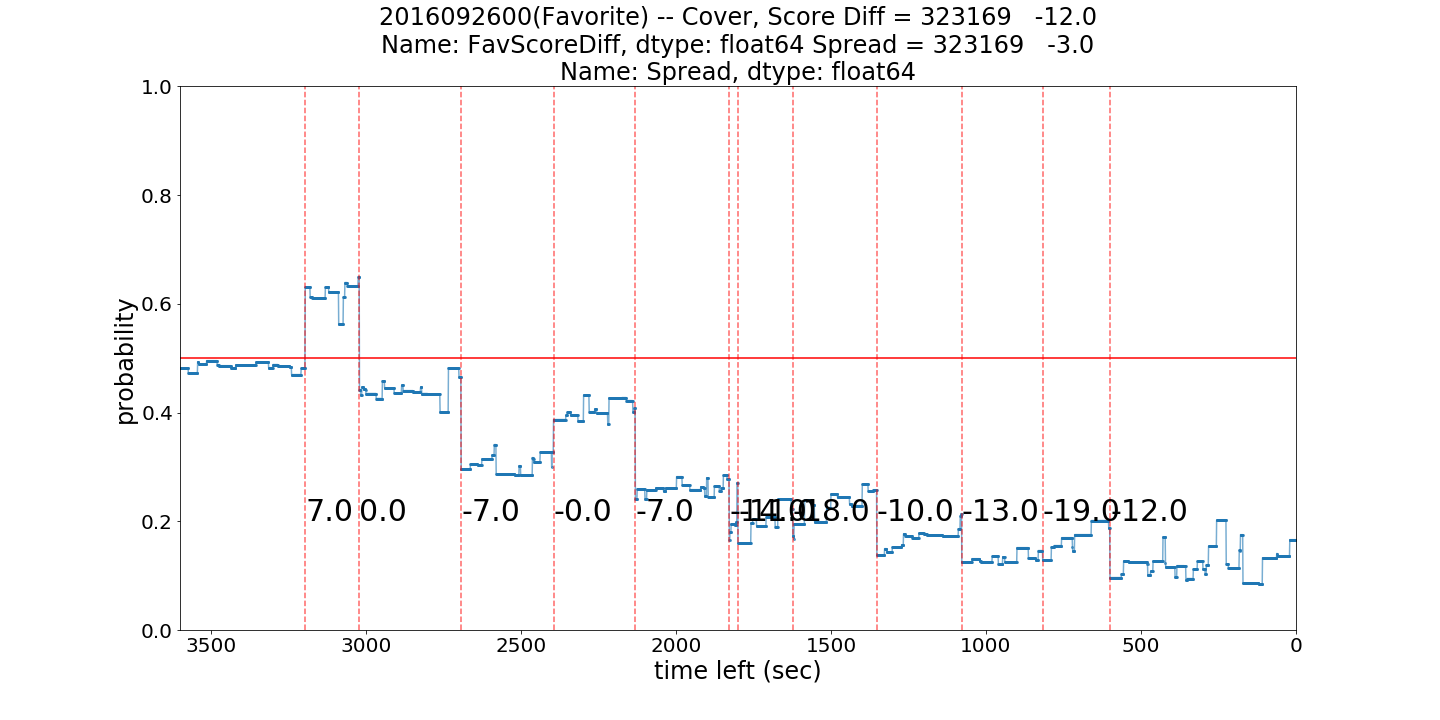 2016092600(Favorite) -- Cover, Score Diff = 323169   -12.0
Name: FavScoreDiff, dtype: float64 Spread = 323169   -3.0
Name: Spread, dtype: float64
1.0
0.8
0.6
0.4
0.2
0.0
probability
7.0 0.0 -7.0 -0.0 -7.0 -10.0 -13.0 -19.0 -12.0
3500 3000 2500 2000 1500 1000 500 0
time left (sec)